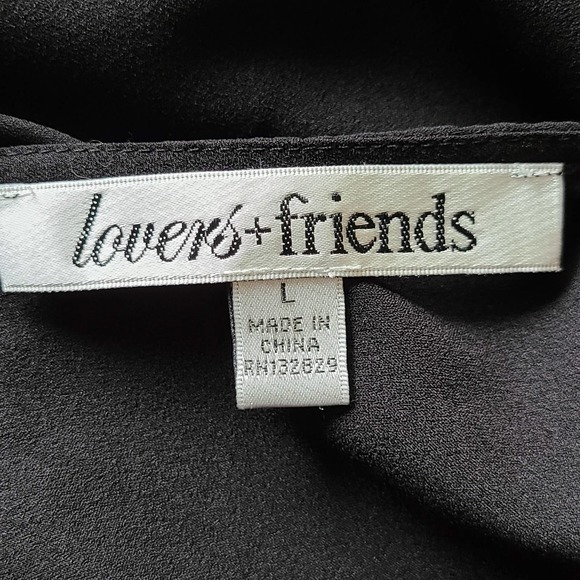 lovers+friends
L
MADE IN
CHINA
RN132829